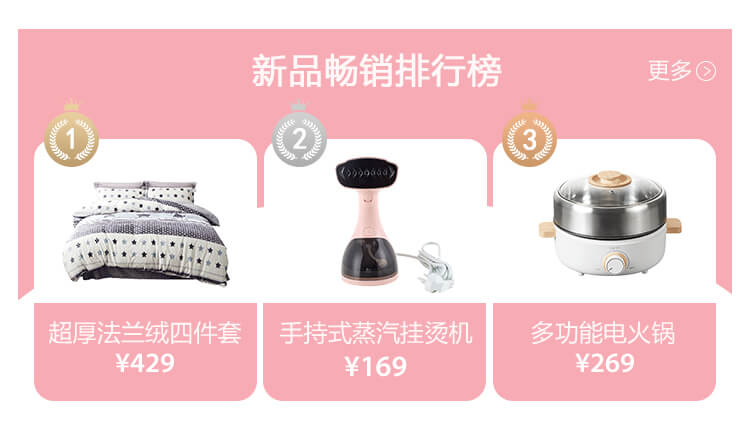 新品畅销排行榜
更多
1
2
3
超厚法兰绒四件套
¥429
手持式蒸汽挂烫机
¥169
多功能电火锅
¥269